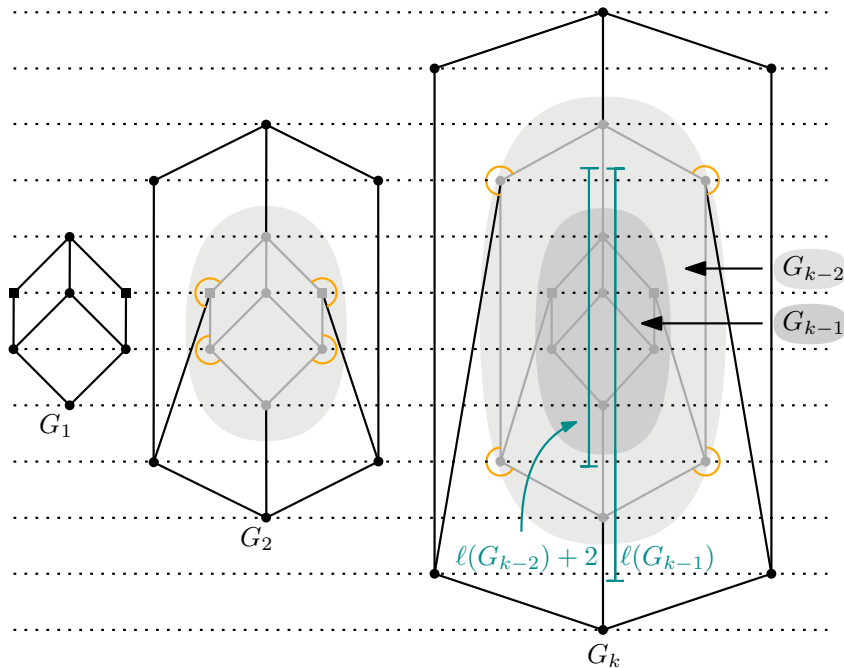 G_{k-2}
G_{k-1}
G_1
G_2
ℓ(G_{k-2}) + 2
ℓ(G_{k-1})
G_k